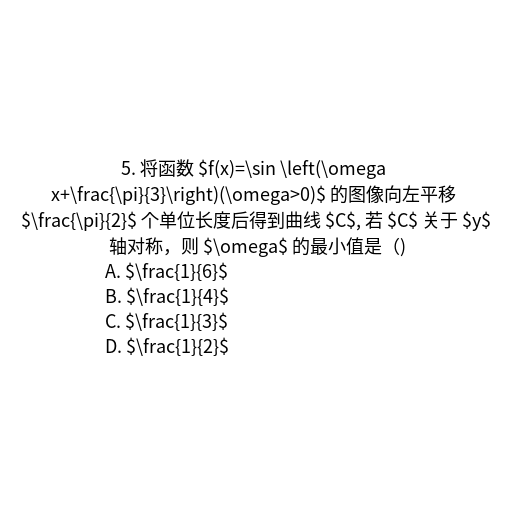 5. 将函数 $f(x)=\sin \left(\omega
x+\frac{\pi}{3}\right)(\omega>0)$ 的图像向左平移
$\frac{\pi}{2}$ 个单位长度后得到曲线 $C$, 若 $C$ 关于 $y$
轴对称，则 $\omega$ 的最小值是（)
A. $\frac{1}{6}$
B. $\frac{1}{4}$
C. $\frac{1}{3}$
D. $\frac{1}{2}$